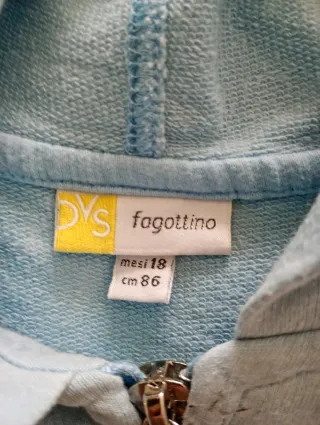 OVS fagottino
mesi 18
cm 86